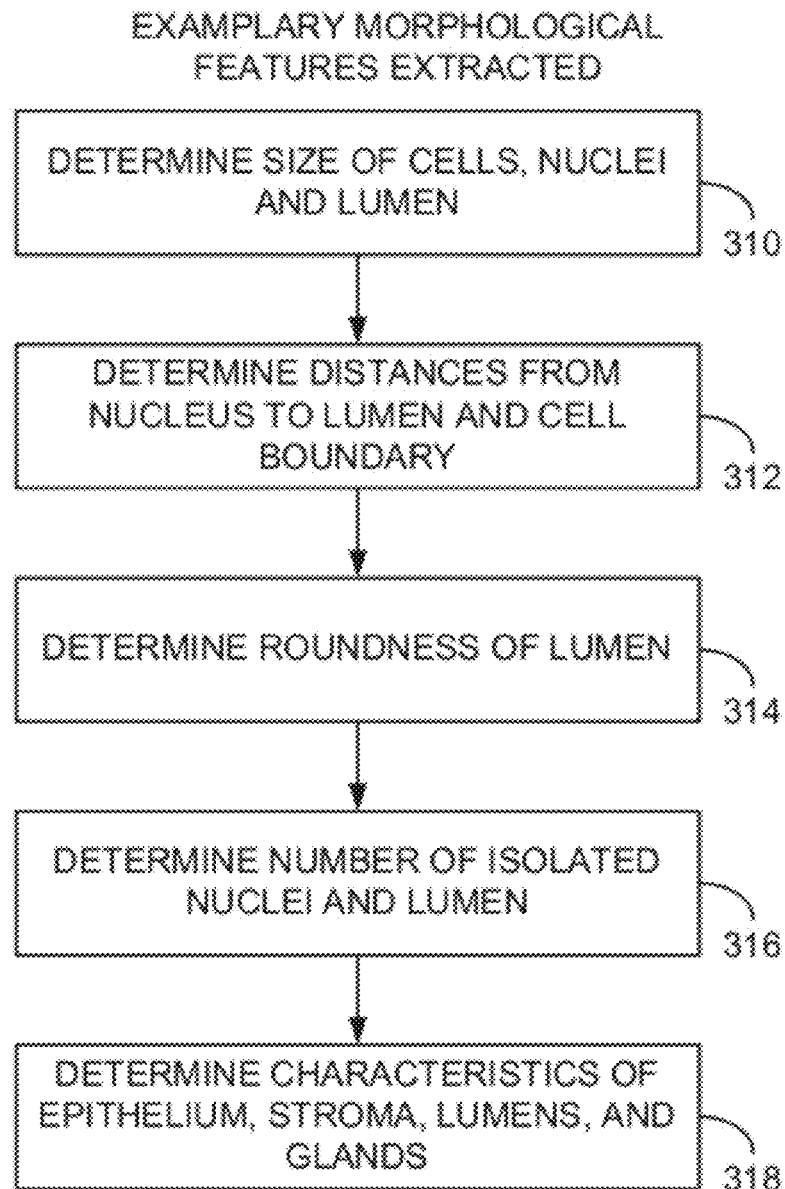 EXAMPLARY MORPHOLOGICAL
FEATURES EXTRACTED
DETERMINE SIZE OF CELLS, NUCLEI
AND LUMEN
310
DETERMINE DISTANCES FROM
NUCLEUS TO LUMEN AND CELL
BOUNDARY
312
DETERMINE ROUNDNESS OF LUMEN
314
DETERMINE NUMBER OF ISOLATED
NUCLEI AND LUMEN
316
DETERMINE CHARACTERISTICS OF
EPITHELIUM, STROMA, LUMENS, AND
GLANDS
318